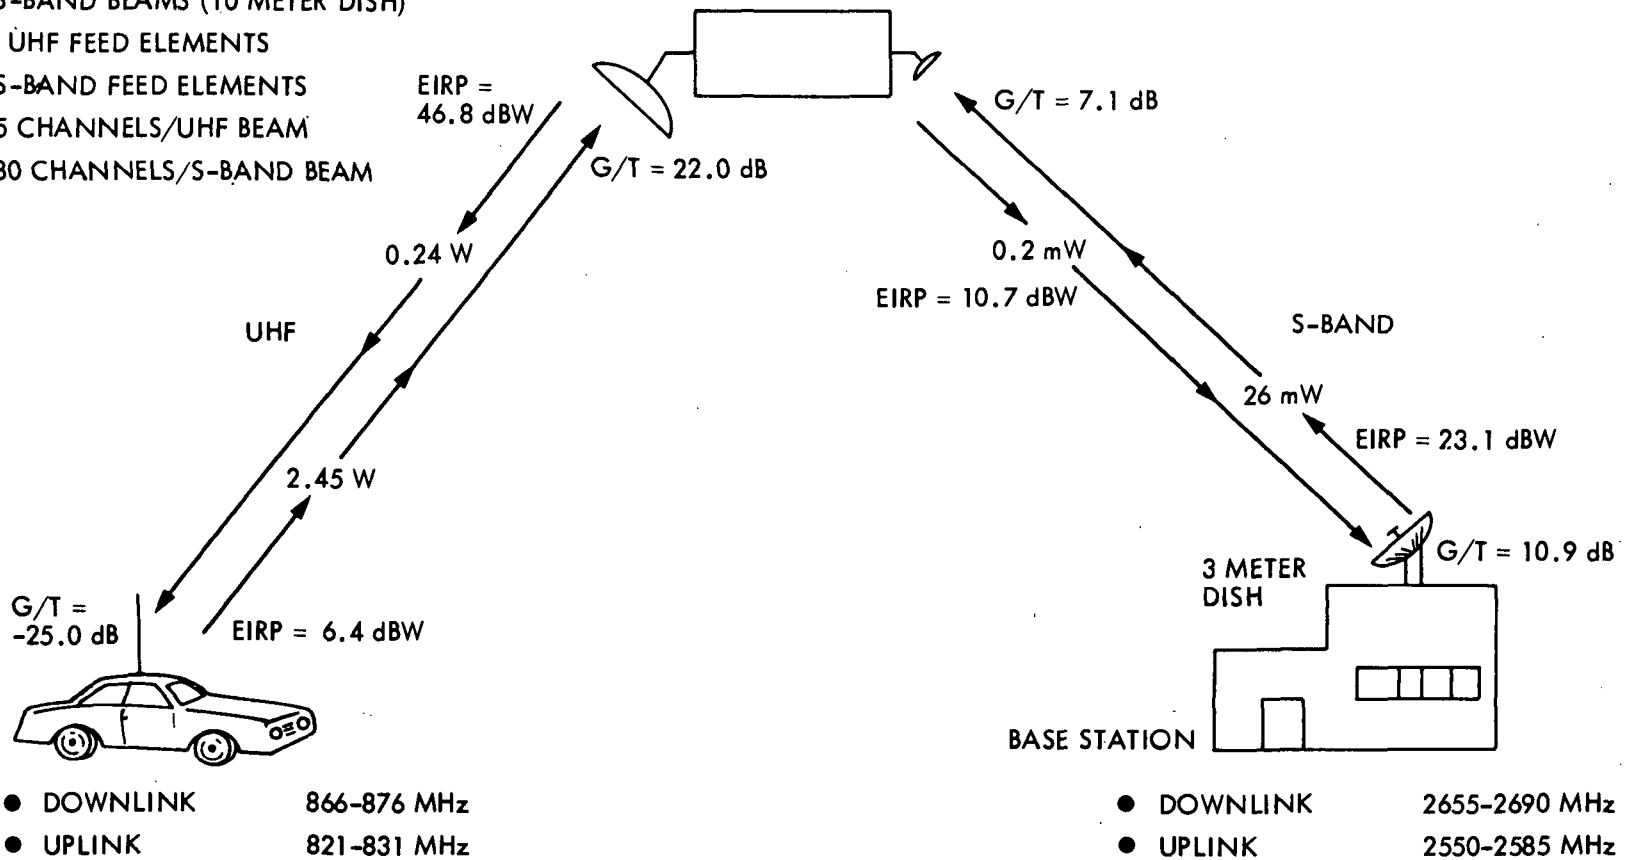 S-BAND BEAMS (10 METER DISH)
UHF FEED ELEMENTS
S-BAND FEED ELEMENTS
5 CHANNELS/UHF BEAM
80 CHANNELS/S-BAND BEAM
EIRP =
46.8 dBW
G/T = 22.0 dB
G/T = 7.1 dB
0.24 W
0.2 mW
EIRP = 10.7 dBW
UHF
S-BAND
26 mW
EIRP = 23.1 dBW
2.45 W
G/T = 10.9 dB
3 METER
DISH
G/T =
-25.0 dB
EIRP = 6.4 dBW
BASE STATION
● DOWNLINK 866-876 MHz
● UPLINK 821-831 MHz
● DOWNLINK 2655-2690 MHz
● UPLINK 2550-2585 MHz